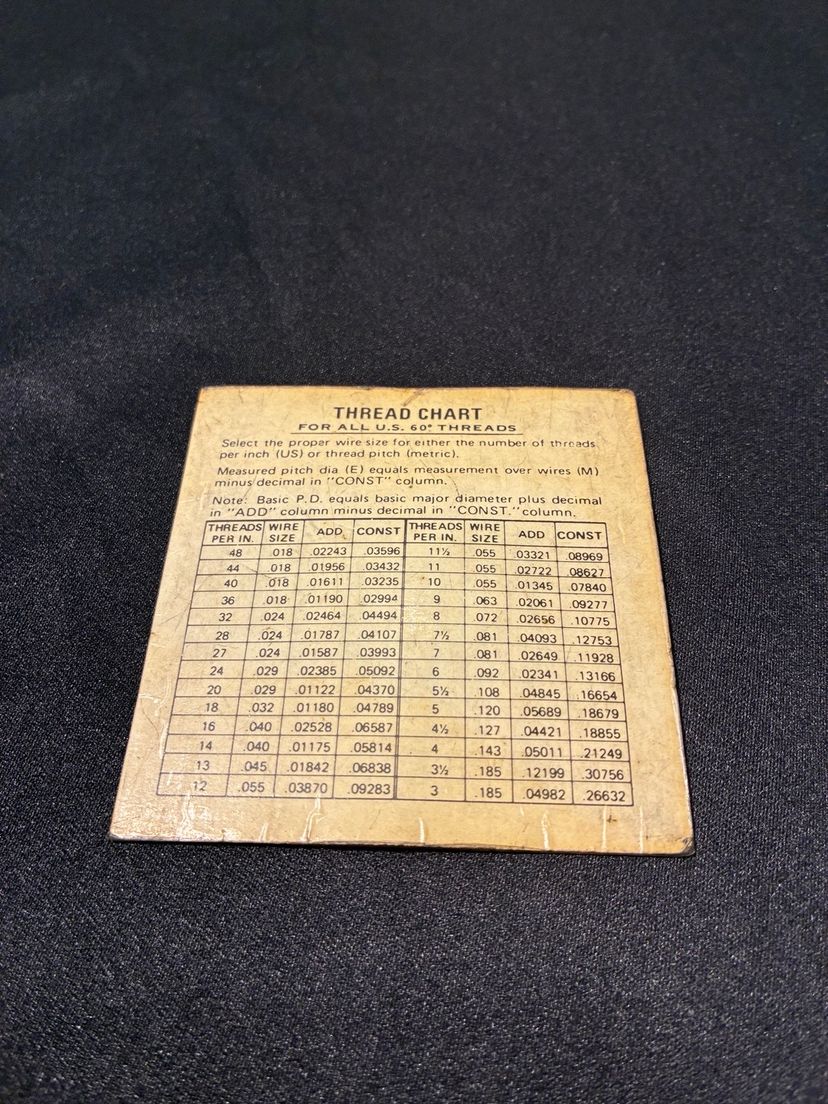 THREAD CHART
FOR ALL U.S. 60° THREADS
Select the proper wire size for either the number of threads
per inch (US) or thread pitch (metric).
Measured pitch dia (E) equals measurement over wires (M)
minus decimal in "CONST" column.
Note: Basic P.D. equals basic major diameter plus decimal
in "ADD" column minus decimal in "CONST." column.
THREADS PER IN. WIRE SIZE ADD CONST THREADS PER IN. WIRE SIZE ADD CONST
48 .018 .02243 .03596 11½ .055 03321 .08969
44 .018 .01956 .03432 11 .055 .02722 .08627
40 .018 .01611 .03235 10 .055 .01345 .07840
36 .018 .01190 .02994 9 .063 .02061 .09277
32 .024 .02464 .04494 8 .072 .02656 .10775
28 .024 .01787 .04107 7½ .081 .04093 .12753
27 .024 .01587 .03993 7 .081 .02649 .11928
24 .029 .02385 .05092 6 .092 .02341 .13166
20 .029 .01122 .04370 5½ .108 .04845 .16654
18 .032 .01180 .04789 5 .120 .05689 .18679
16 .040 .02528 .06587 4½ .127 .04421 .18855
14 .040 .01175 .05814 4 .143 .05011 .21249
13 .045 .01842 .06838 3½ .185 .12199 .30756
12 .055 .03870 .09283 3 .185 .04982 .26632